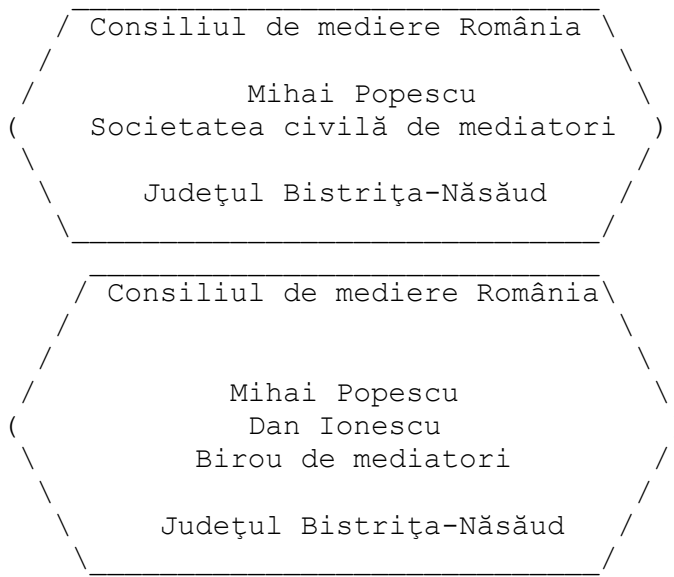 Consiliul de mediere România
Mihai Popescu
Societatea civilă de mediatori
Judeţul Bistriţa-Năsăud
Consiliul de mediere România
Mihai Popescu
Dan Ionescu
Birou de mediatori
Judeţul Bistriţa-Năsăud